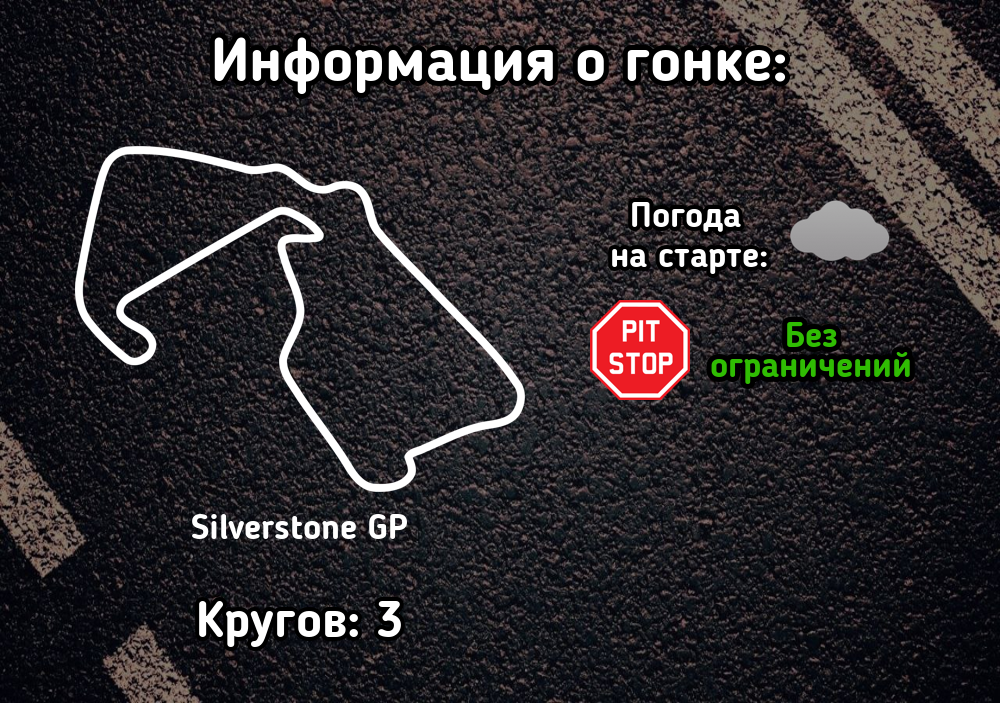 Информация о гонке:
Погода
на старте:
PIT
STOP
Без
ограничений
Silverstone GP
Кругов: 3